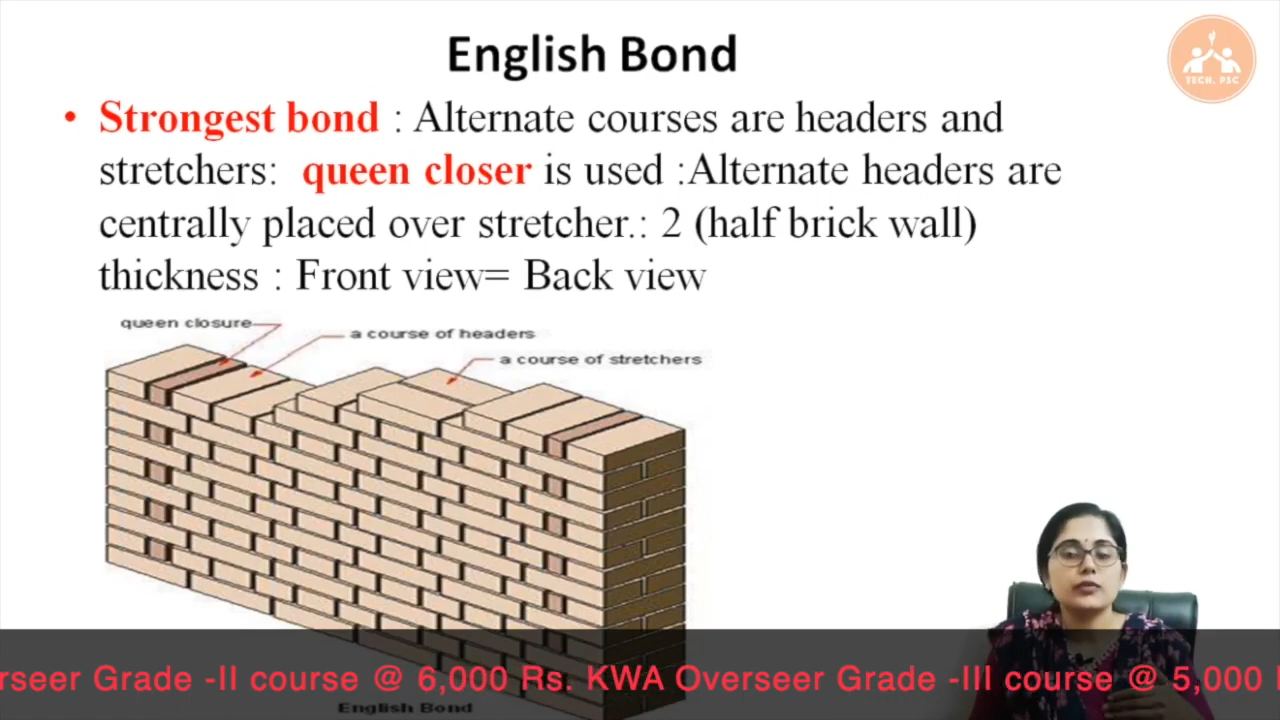 English Bond
TECH. PSC
• Strongest bond : Alternate courses are headers and
stretchers: queen closer is used :Alternate headers are
centrally placed over stretcher.: 2 (half brick wall)
thickness : Front view= Back view
queen closure
a course of headers
a course of stretchers
rseer Grade -II course @ 6,000 Rs. KWA Overseer Grade -III course @ 5,000
English Bond